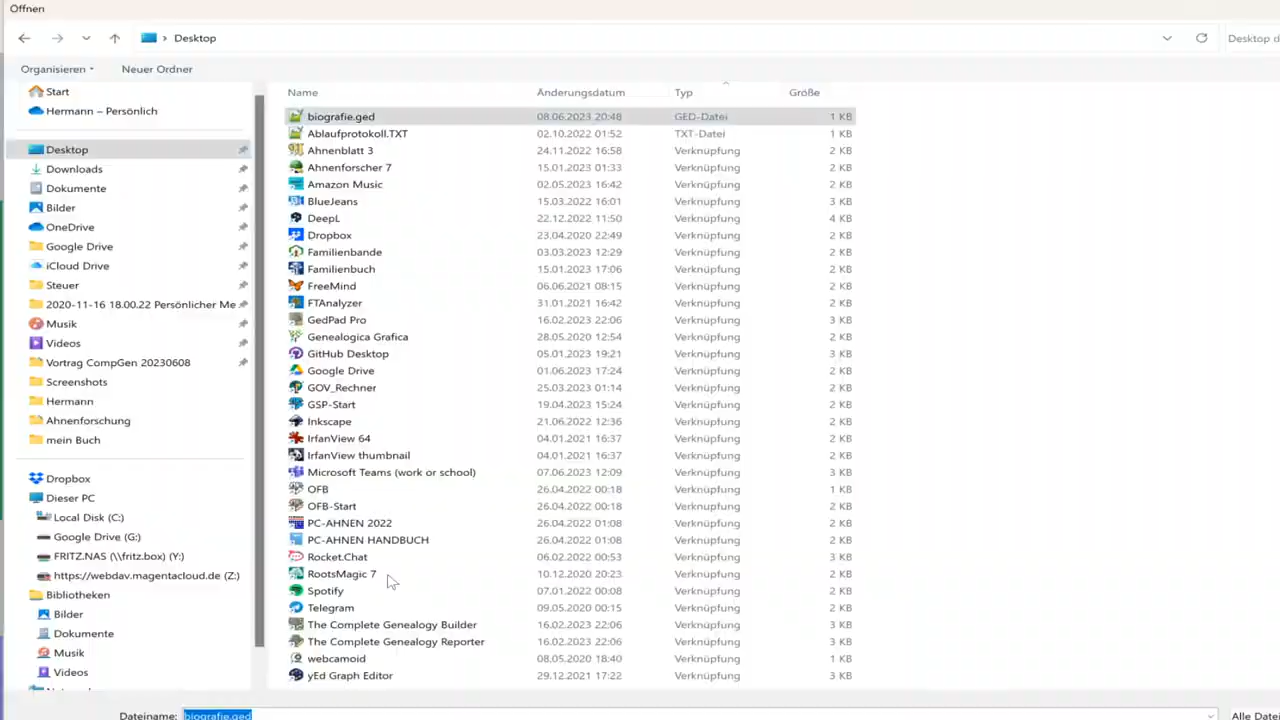 Öffnen
Desktop
Desktop d
Organisieren
Neuer Ordner
Start
Hermann – Persönlich
Desktop
Downloads
Dokumente
Bilder
OneDrive
Google Drive
iCloud Drive
Steuer
2020-11-16 18.00.22 Persönlicher Me
Musik
Videos
Vortrag CompGen 20230608
Screenshots
Hermann
Ahnenforschung
mein Buch
Dropbox
Dieser PC
Local Disk (C:)
Google Drive (G:)
FRITZ.NAS (\\fritz.box) (Y:)
https://webdav.magentacloud.de (Z:)
Bibliotheken
Bilder
Dokumente
Musik
Videos
Name Änderungsdatum Typ Größe
biografie.ged 08.06.2023 20:48 GED-Datei 1 KB
Ablaufprotokoll.TXT 02.10.2022 01:52 TXT-Datei 1 KB
Ahnenblatt 3 24.11.2022 16:58 Verknüpfung 2 KB
Ahnenforscher 7 15.01.2023 01:33 Verknüpfung 2 KB
Amazon Music 02.05.2023 16:42 Verknüpfung 2 KB
BlueJeans 15.03.2022 16:01 Verknüpfung 3 KB
DeepL 22.12.2022 11:50 Verknüpfung 4 KB
Dropbox 23.04.2020 22:49 Verknüpfung 2 KB
Familienbande 03.03.2023 12:29 Verknüpfung 2 KB
Familienbuch 15.01.2023 17:06 Verknüpfung 2 KB
FreeMind 06.06.2021 08:15 Verknüpfung 2 KB
FTAnalyzer 31.01.2021 16:42 Verknüpfung 2 KB
GedPad Pro 16.02.2023 22:06 Verknüpfung 3 KB
Genealogica Grafica 28.05.2020 12:54 Verknüpfung 2 KB
GitHub Desktop 05.01.2023 19:21 Verknüpfung 3 KB
Google Drive 01.06.2023 17:24 Verknüpfung 2 KB
GOV_Rechner 25.03.2023 01:14 Verknüpfung 2 KB
GSP-Start 19.04.2023 15:24 Verknüpfung 2 KB
Inkscape 21.06.2022 12:36 Verknüpfung 2 KB
IrfanView 64 04.01.2021 16:37 Verknüpfung 2 KB
IrfanView thumbnail 04.01.2021 16:37 Verknüpfung 2 KB
Microsoft Teams (work or school) 07.06.2023 12:09 Verknüpfung 3 KB
OFB 26.04.2022 00:18 Verknüpfung 1 KB
OFB-Start 26.04.2022 00:18 Verknüpfung 2 KB
PC-AHNEN 2022 26.04.2022 01:08 Verknüpfung 2 KB
PC-AHNEN HANDBUCH 26.04.2022 01:08 Verknüpfung 2 KB
Rocket.Chat 06.02.2022 00:53 Verknüpfung 3 KB
RootsMagic 7 10.12.2020 20:23 Verknüpfung 2 KB
Spotify 07.01.2022 00:08 Verknüpfung 2 KB
Telegram 09.05.2020 00:15 Verknüpfung 2 KB
The Complete Genealogy Builder 16.02.2023 22:06 Verknüpfung 3 KB
The Complete Genealogy Reporter 16.02.2023 22:06 Verknüpfung 3 KB
webcamoid 08.05.2020 18:40 Verknüpfung 1 KB
yEd Graph Editor 29.12.2021 17:22 Verknüpfung 3 KB
Dateiname: biografie.ged Alle Datei